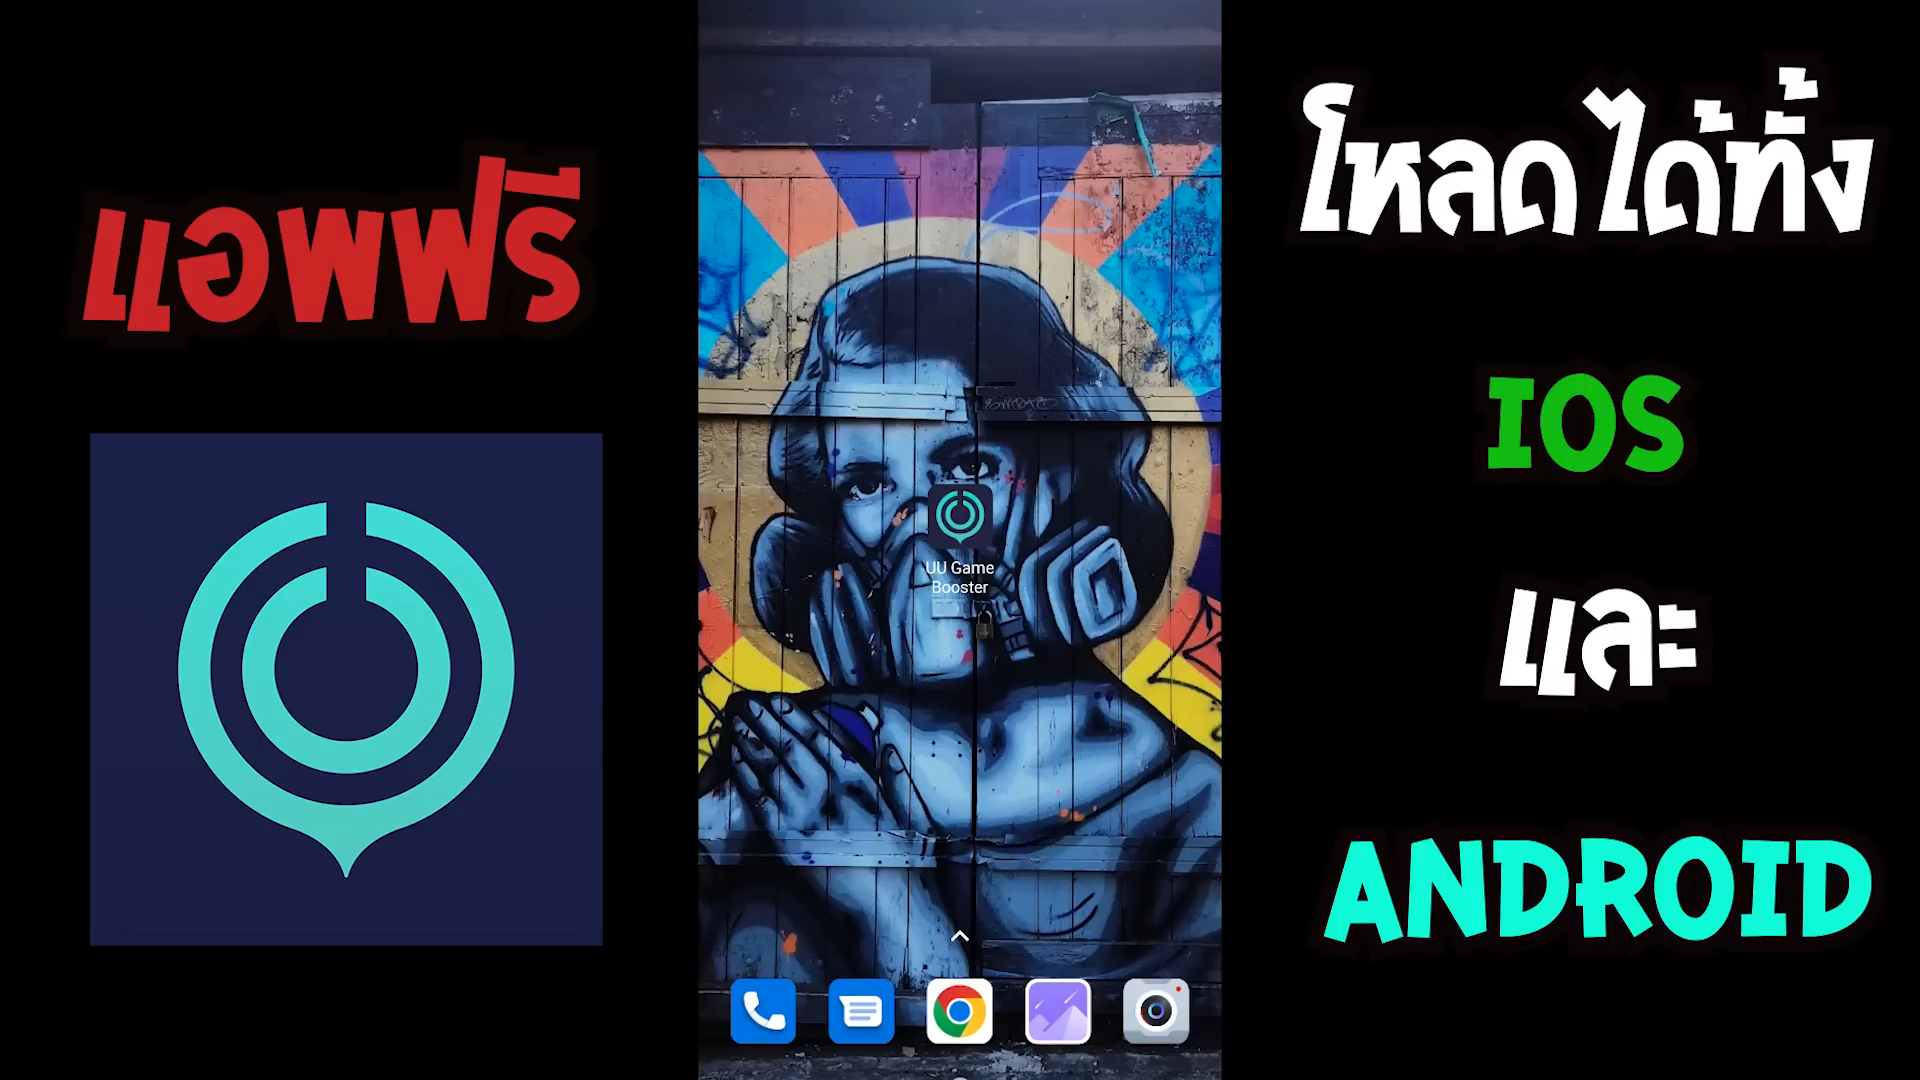 แอพฟรี
UU Game
Booster
โหลดได้ทั้ง
IOS
และ
ANDROID